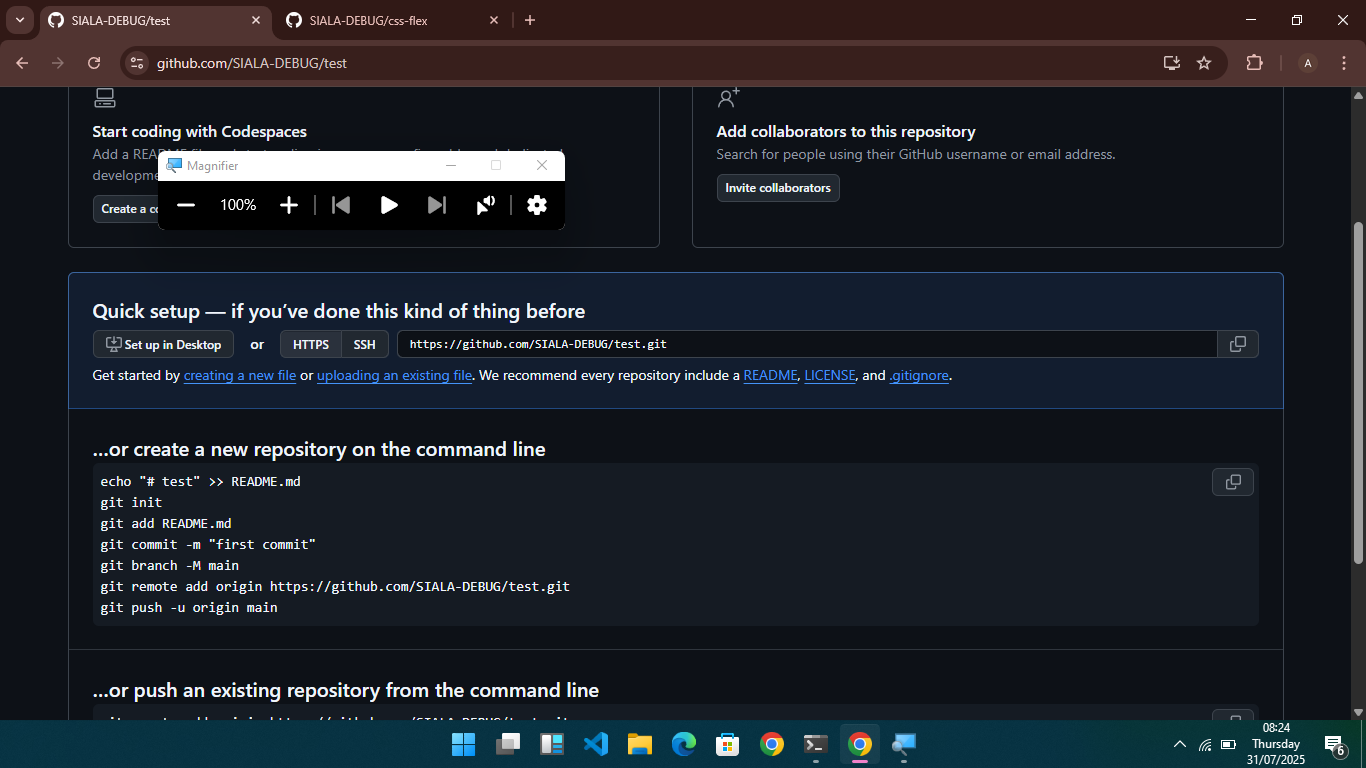 SIALA-DEBUG/test
SIALA-DEBUG/css-flex
github.com/SIALA-DEBUG/test
A
Start coding with Codespaces
Add collaborators to this repository
Add a READ
Search for people using their GitHub username or email address.
developme
Magnifier
Create a co
Invite collaborators
100%
Quick setup — if you’ve done this kind of thing before
Set up in Desktop or HTTPS SSH https://github.com/SIALA-DEBUG/test.git
Get started by creating a new file or uploading an existing file. We recommend every repository include a README, LICENSE, and .gitignore.
…or create a new repository on the command line
echo "# test" >> README.md
git init
git add README.md
git commit -m "first commit"
git branch -M main
git remote add origin https://github.com/SIALA-DEBUG/test.git
git push -u origin main
…or push an existing repository from the command line
08:24
Thursday
31/07/2025
6